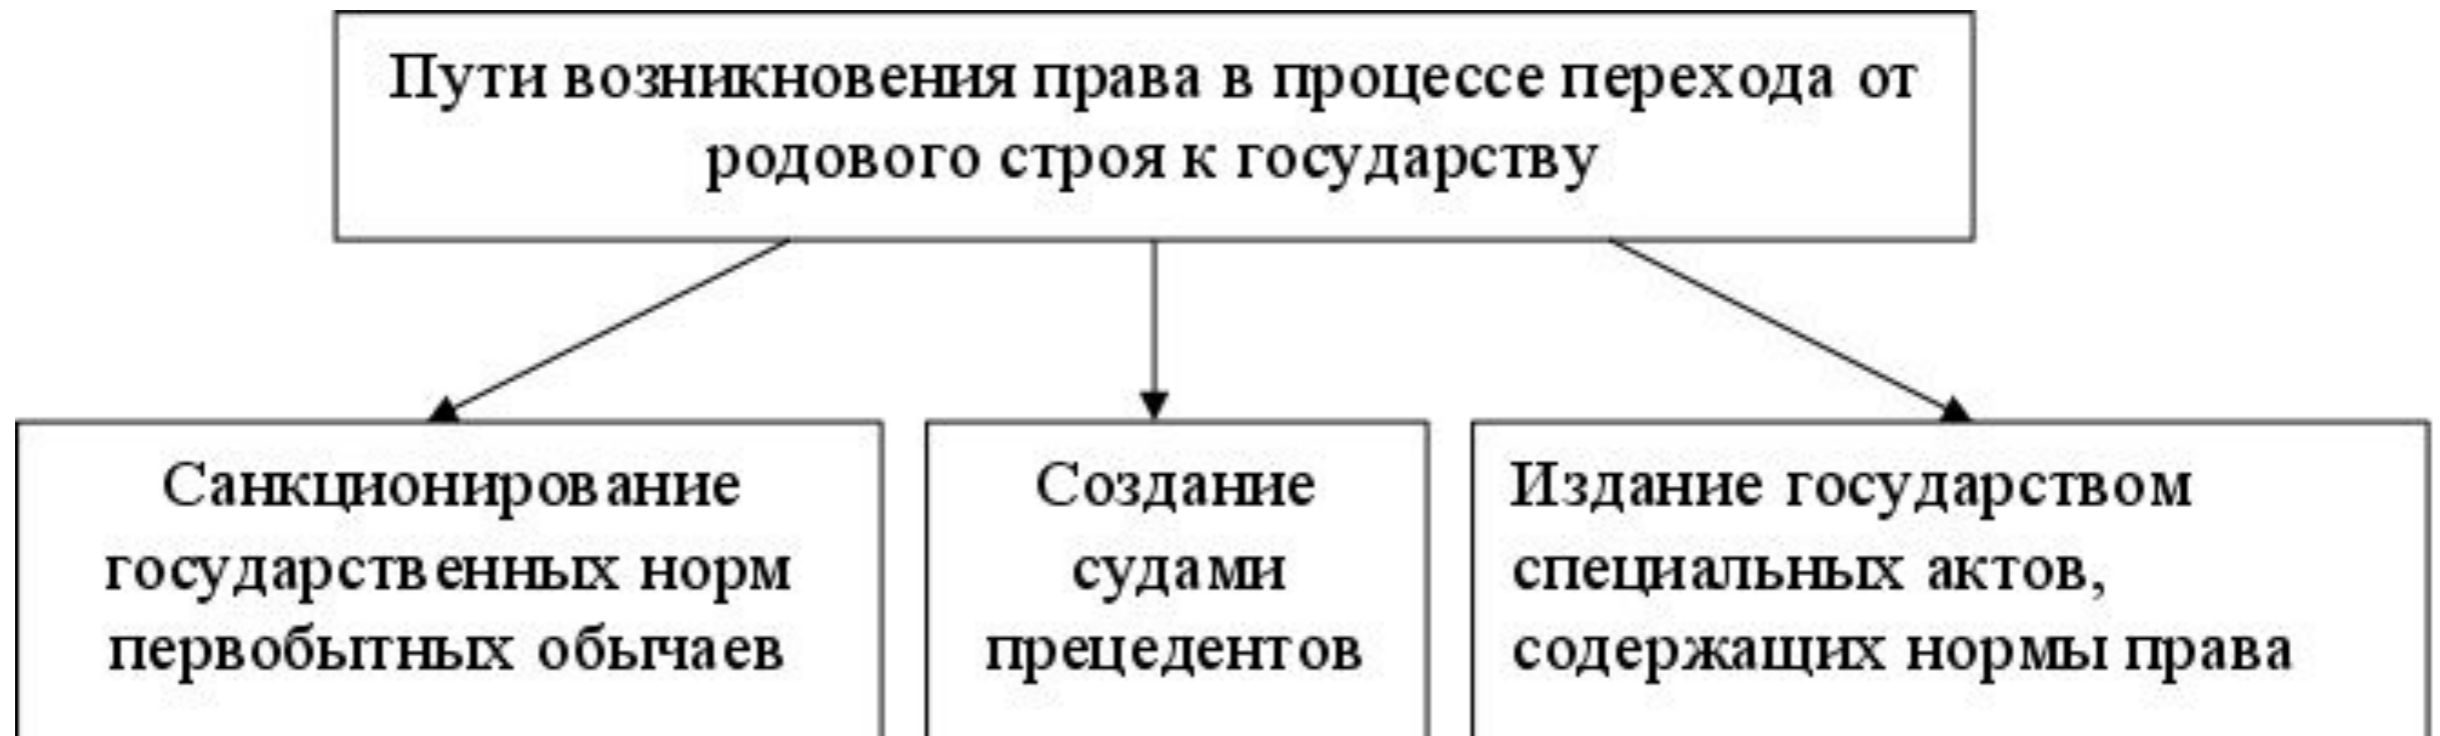 Пути возникновения права в процессе перехода от
родового строя к государству
Санкционирование
государственных норм
первобытных обычаев
Создание
судами
прецедентов
Издание государством
специальных актов,
содержащих нормы права